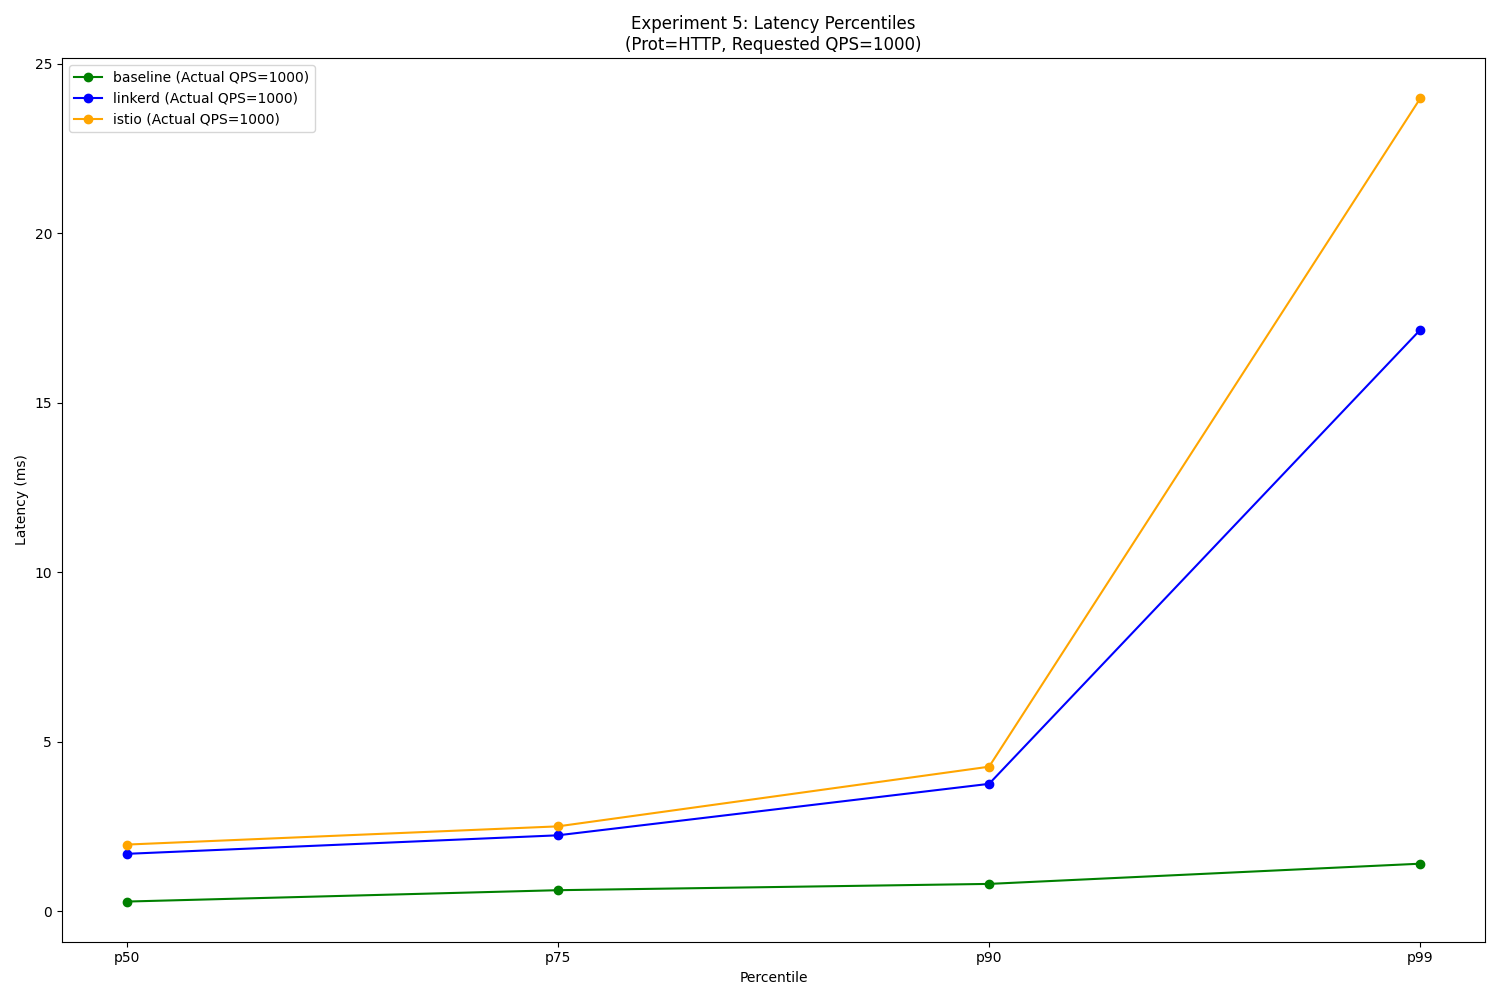 Experiment 5: Latency Percentiles
(Prot=HTTP, Requested QPS=1000)
baseline (Actual QPS=1000)
linkerd (Actual QPS=1000)
istio (Actual QPS=1000)
25
20
15
10
5
0
Latency (ms)
p50
p75
p90
p99
Percentile